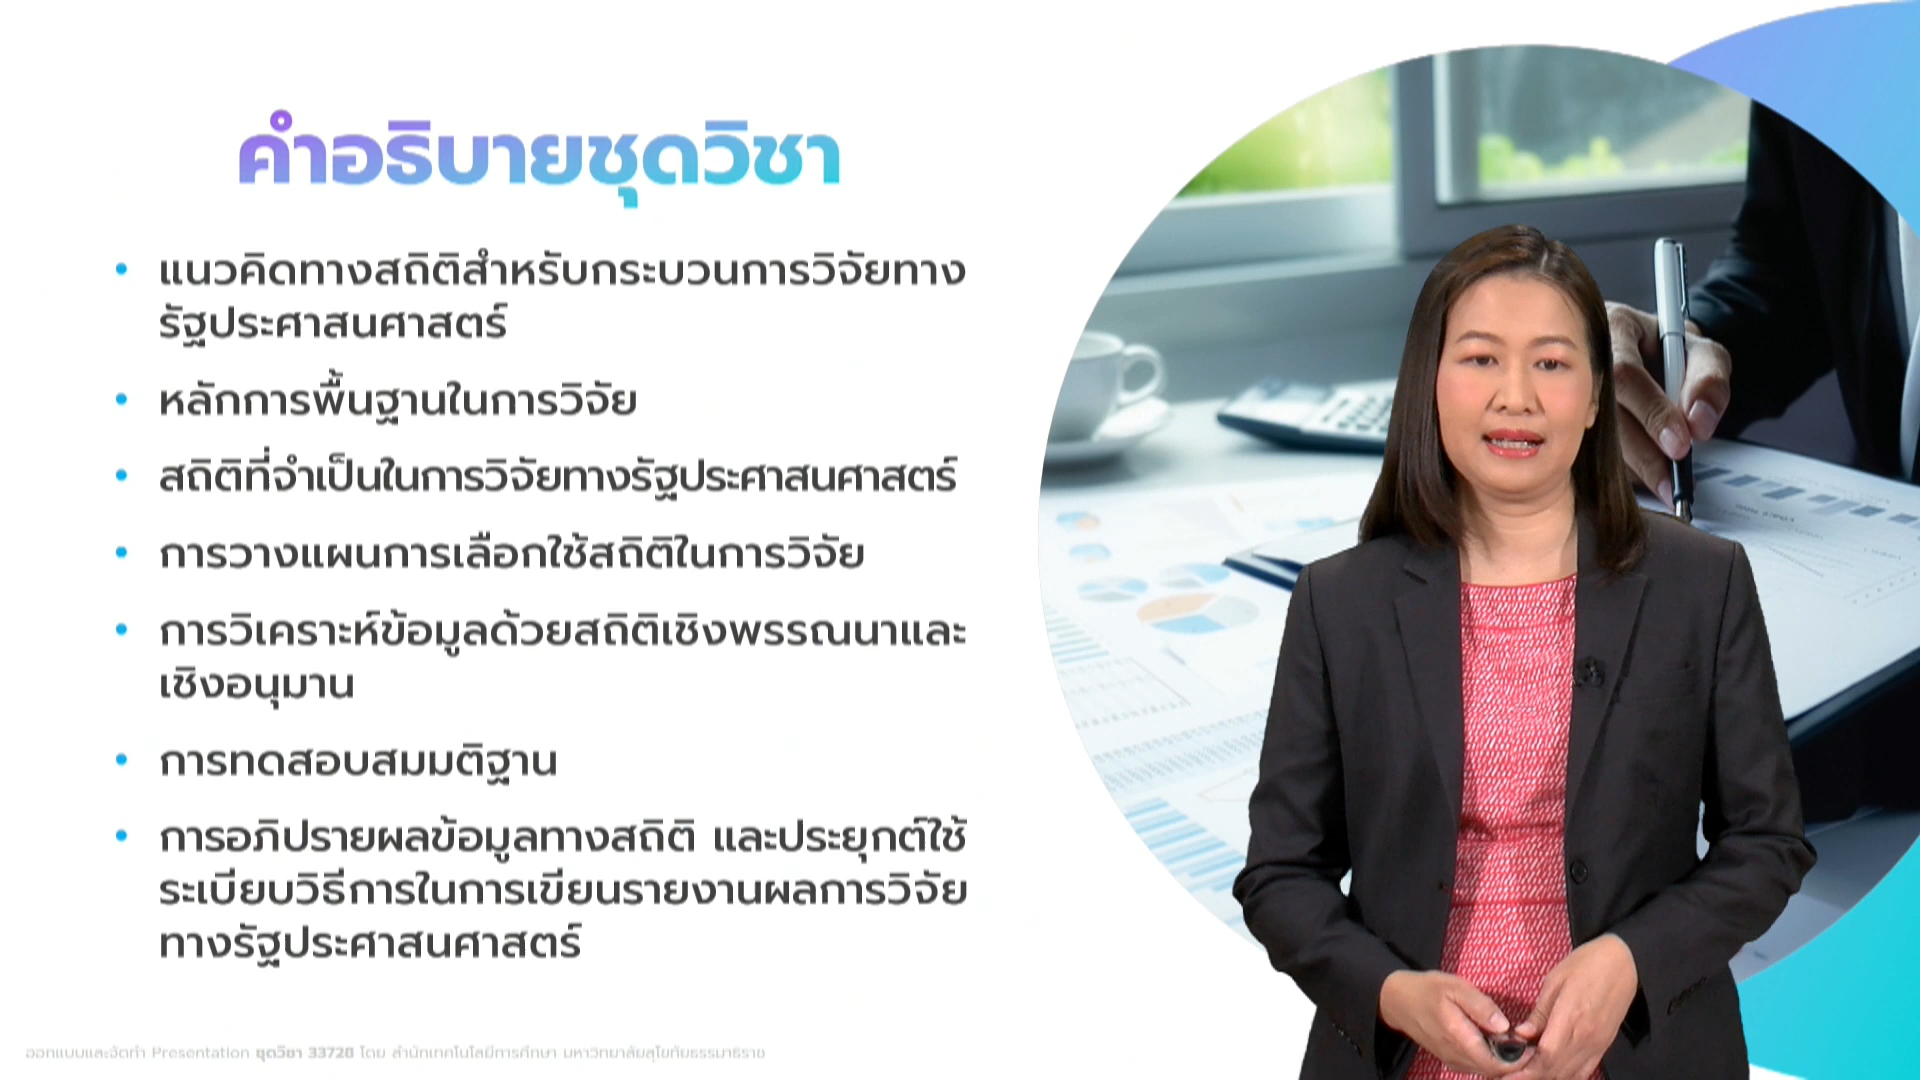 คำอธิบายชุดวิชา
• แนวคิดทางสถิติสำหรับกระบวนการวิจัยทาง
รัฐประศาสนศาสตร์
• หลักการพื้นฐานในการวิจัย
• สถิติที่จำเป็นในการวิจัยทางรัฐประศาสนศาสตร์
• การวางแผนการเลือกใช้สถิติในการวิจัย
• การวิเคราะห์ข้อมูลด้วยสถิติเชิงพรรณนาและ
เชิงอนุมาน
• การทดสอบสมมติฐาน
• การอภิปรายผลข้อมูลทางสถิติ และประยุกต์ใช้
ระเบียบวิธีการในการเขียนรายงานผลการวิจัย
ทางรัฐประศาสนศาสตร์
ออกแบบและจัดทำ Presentation ชุดวิชา 33728 โดย สำนักเทคโนโลยีการศึกษา มหาวิทยาลัยสุโขทัยธรรมาธิราช